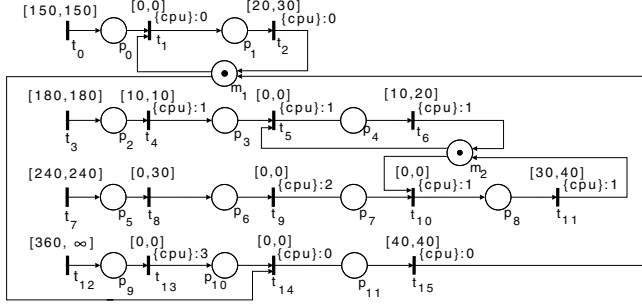 [150,150] [0,0] {cpu}:0 [20,30] {cpu}:0
t0 p0 t1 p1 t2
m1
[180,180] [10,10] {cpu}:1 [0,0] {cpu}:1 [10,20] {cpu}:1
t3 p2 t4 p3 t5 p4 t6
m2
[240,240] [0,30] [0,0] {cpu}:2 [0,0] {cpu}:1 [30,40] {cpu}:1
t7 p5 t8 p6 t9 p7 t10 p8 t11
[360, ∞] [0,0] {cpu}:3 [0,0] {cpu}:0 [40,40] {cpu}:0
t12 p9 t13 p10 t14 p11 t15